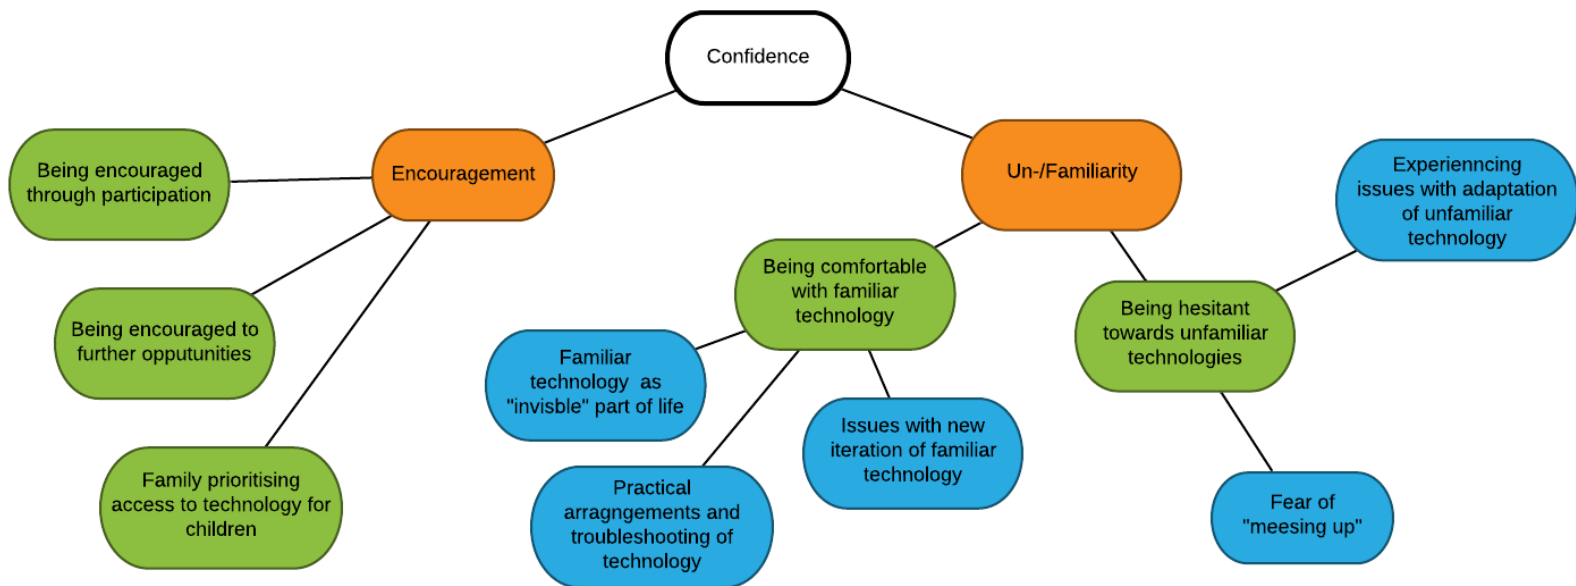 Confidence
Encouragement
Being encouraged
through participation
Being encouraged to
further opputunities
Family prioritising
access to technology for
children
Un-/Familiarity
Being comfortable
with familiar
technology
Familiar
technology as
"invisble" part of life
Practical
arragngements and
troubleshooting of
technology
Issues with new
iteration of familiar
technology
Being hesitant
towards unfamiliar
technologies
Experienncing
issues with adaptation
of unfamiliar
technology
Fear of
"meesing up"